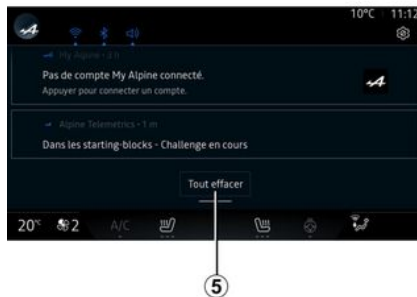 10°C 11:12
My Alpine • 2 h
Pas de compte My Alpine connecté.
Appuyer pour connecter un compte.
Alpine Telemetrics • 1 m
Dans les starting-blocks - Challenge en cours
Tout effacer
20°C 2 A/C
5